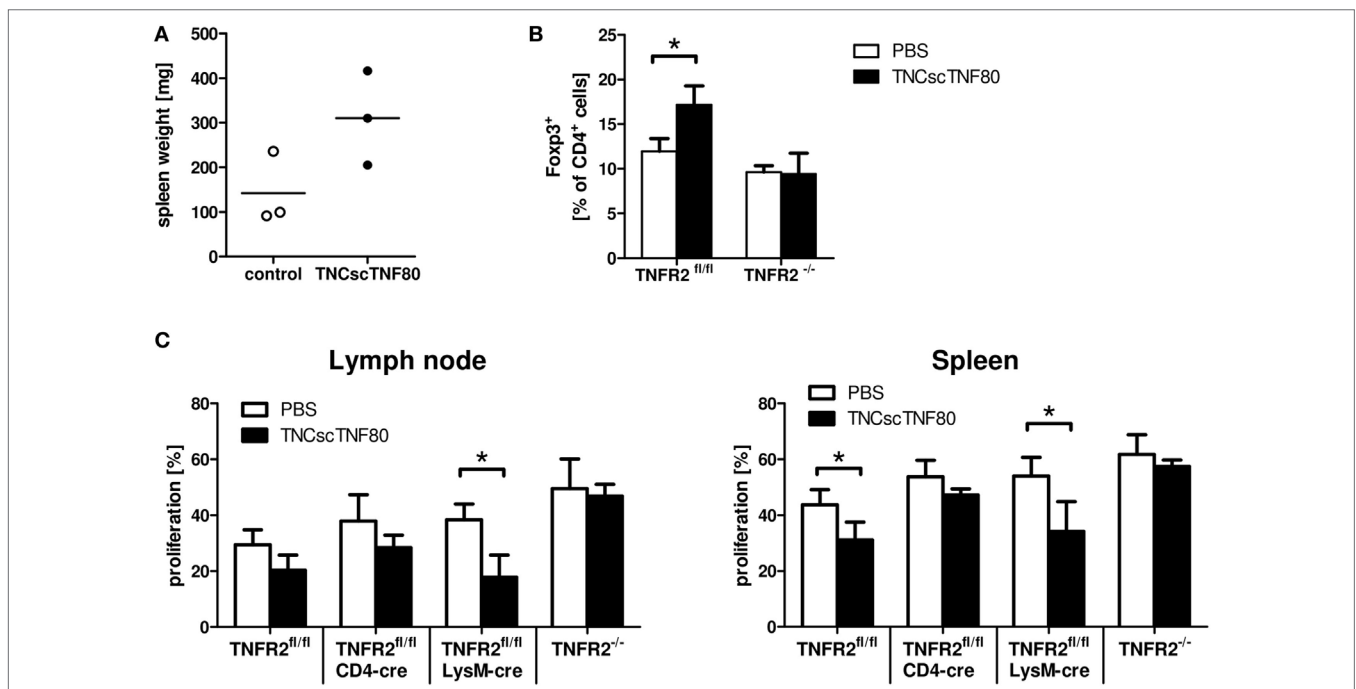 A
500
400
300
200
100
0
spleen weight [mg]
control
TNCscTNF80
B
25
20
15
10
5
0
Foxp3⁺
[% of CD4⁺ cells]
*
TNFR2 fl/fl
TNFR2 -/-
PBS
TNCscTNF80
C
Lymph node
80
60
40
20
0
proliferation [%]
PBS
TNCscTNF80
*
TNFR2fl/fl
TNFR2fl/fl
CD4-cre
TNFR2fl/fl
LysM-cre
TNFR2-/-
Spleen
80
60
40
20
0
proliferation [%]
PBS
TNCscTNF80
*
*
TNFR2fl/fl
TNFR2fl/fl
CD4-cre
TNFR2fl/fl
LysM-cre
TNFR2-/-